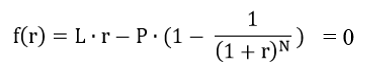 f(r) = L · r − P · (1 − 1/(1 + r)^N) = 0